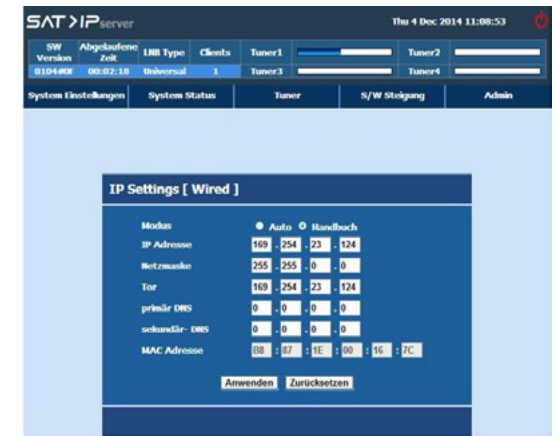 SAT>IP server
Thu 4 Dec 2014 11:08:53
SW Version Abgelaufene Zeit LNB Type Clients Tuner1 Tuner2
0104#0F 00:02:18 Universal 1 Tuner3 Tuner4
System Einstellungen System Status Tuner S/W Steigung Admin
IP Settings [ Wired ]
Modus Auto Handbuch
IP Adresse 169 . 254 . 23 . 124
Netzmaske 255 . 255 . 0 . 0
Tor 169 . 254 . 23 . 124
primär DNS 0 . 0 . 0 . 0
sekundär- DNS 0 . 0 . 0 . 0
MAC Adresse B8 : 87 : 1E : 00 : 16 : 7C
Anwenden Zurücksetzen